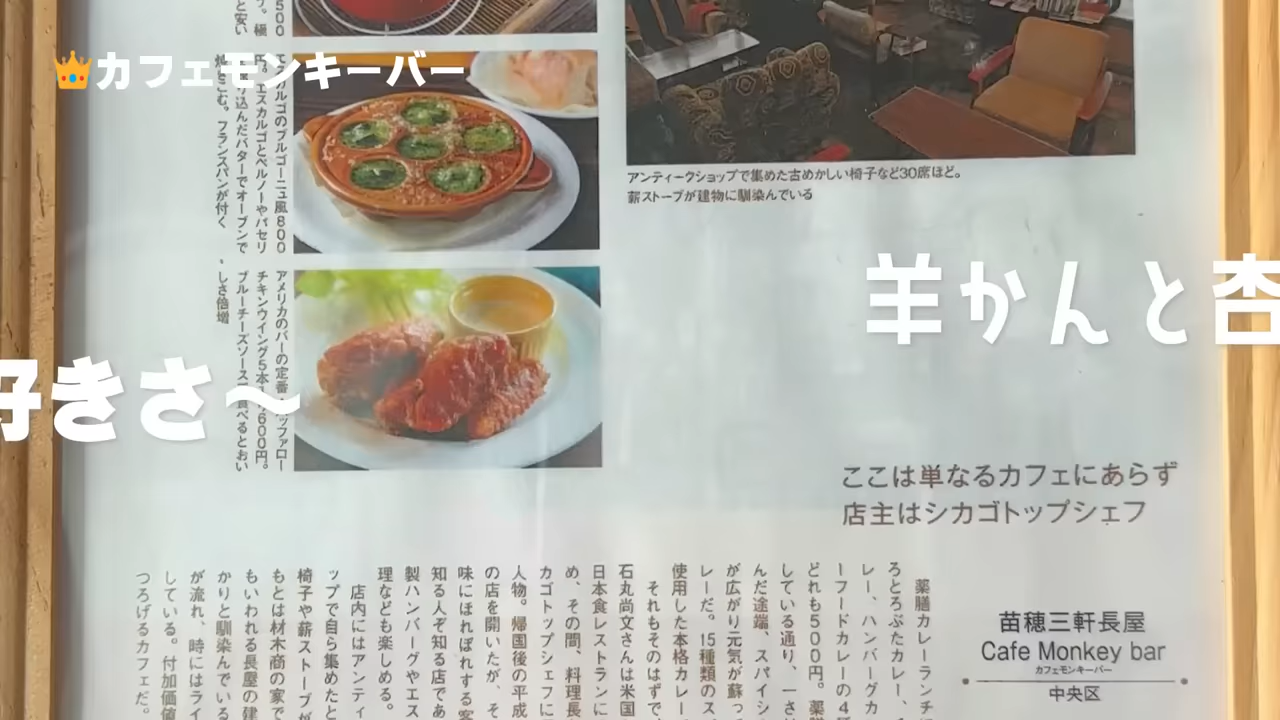 👑カフェモンキーバー
羊かんと杏
好きさ〜
アンティークショップで集めた古めかしい椅子など30席ほど。
薪ストーブが建物に馴染んでいる
カルゴのブルゴーニュ風800
エスカルゴとペルノーやパセリ
込んだバターでオーブンで
フランスパンが付く
アメリカのバーの定番
チキンウイング5本
600円。
ブルーチーズソース
食べるとおい
しさ倍増
ここは単なるカフェにあらず
店主はシカゴトップシェフ
薬膳カレーランチ
ろとろぶたカレー、
レー、ハンバーグカ
ーフードカレーの4種
どれも500円。薬膳
している通り、一さじ
んだ途端、スパイシ
が広がり元気が蘇っ
レーだ。15種類のス
使用した本格カレー
それもそのはずで、
石丸尚文さんは米国
日本食レストランに
め、その間、料理長
カゴトップシェフに
人物。帰国後の平成
の店を開いたが、そ
味にほれぼれする客
知る人ぞ知る店であ
製ハンバーグやエス
理なども楽しめる。
店内にはアンティ
ップで自ら集めたと
椅子や薪ストーブが
もとは材木商の家で
もいわれる長屋の建
かりと馴染んでいる
が流れ、時にはライ
している。付加価値
つろげるカフェだ。
苗穂三軒長屋
Cafe Monkey bar
カフェモンキーバー
中央区